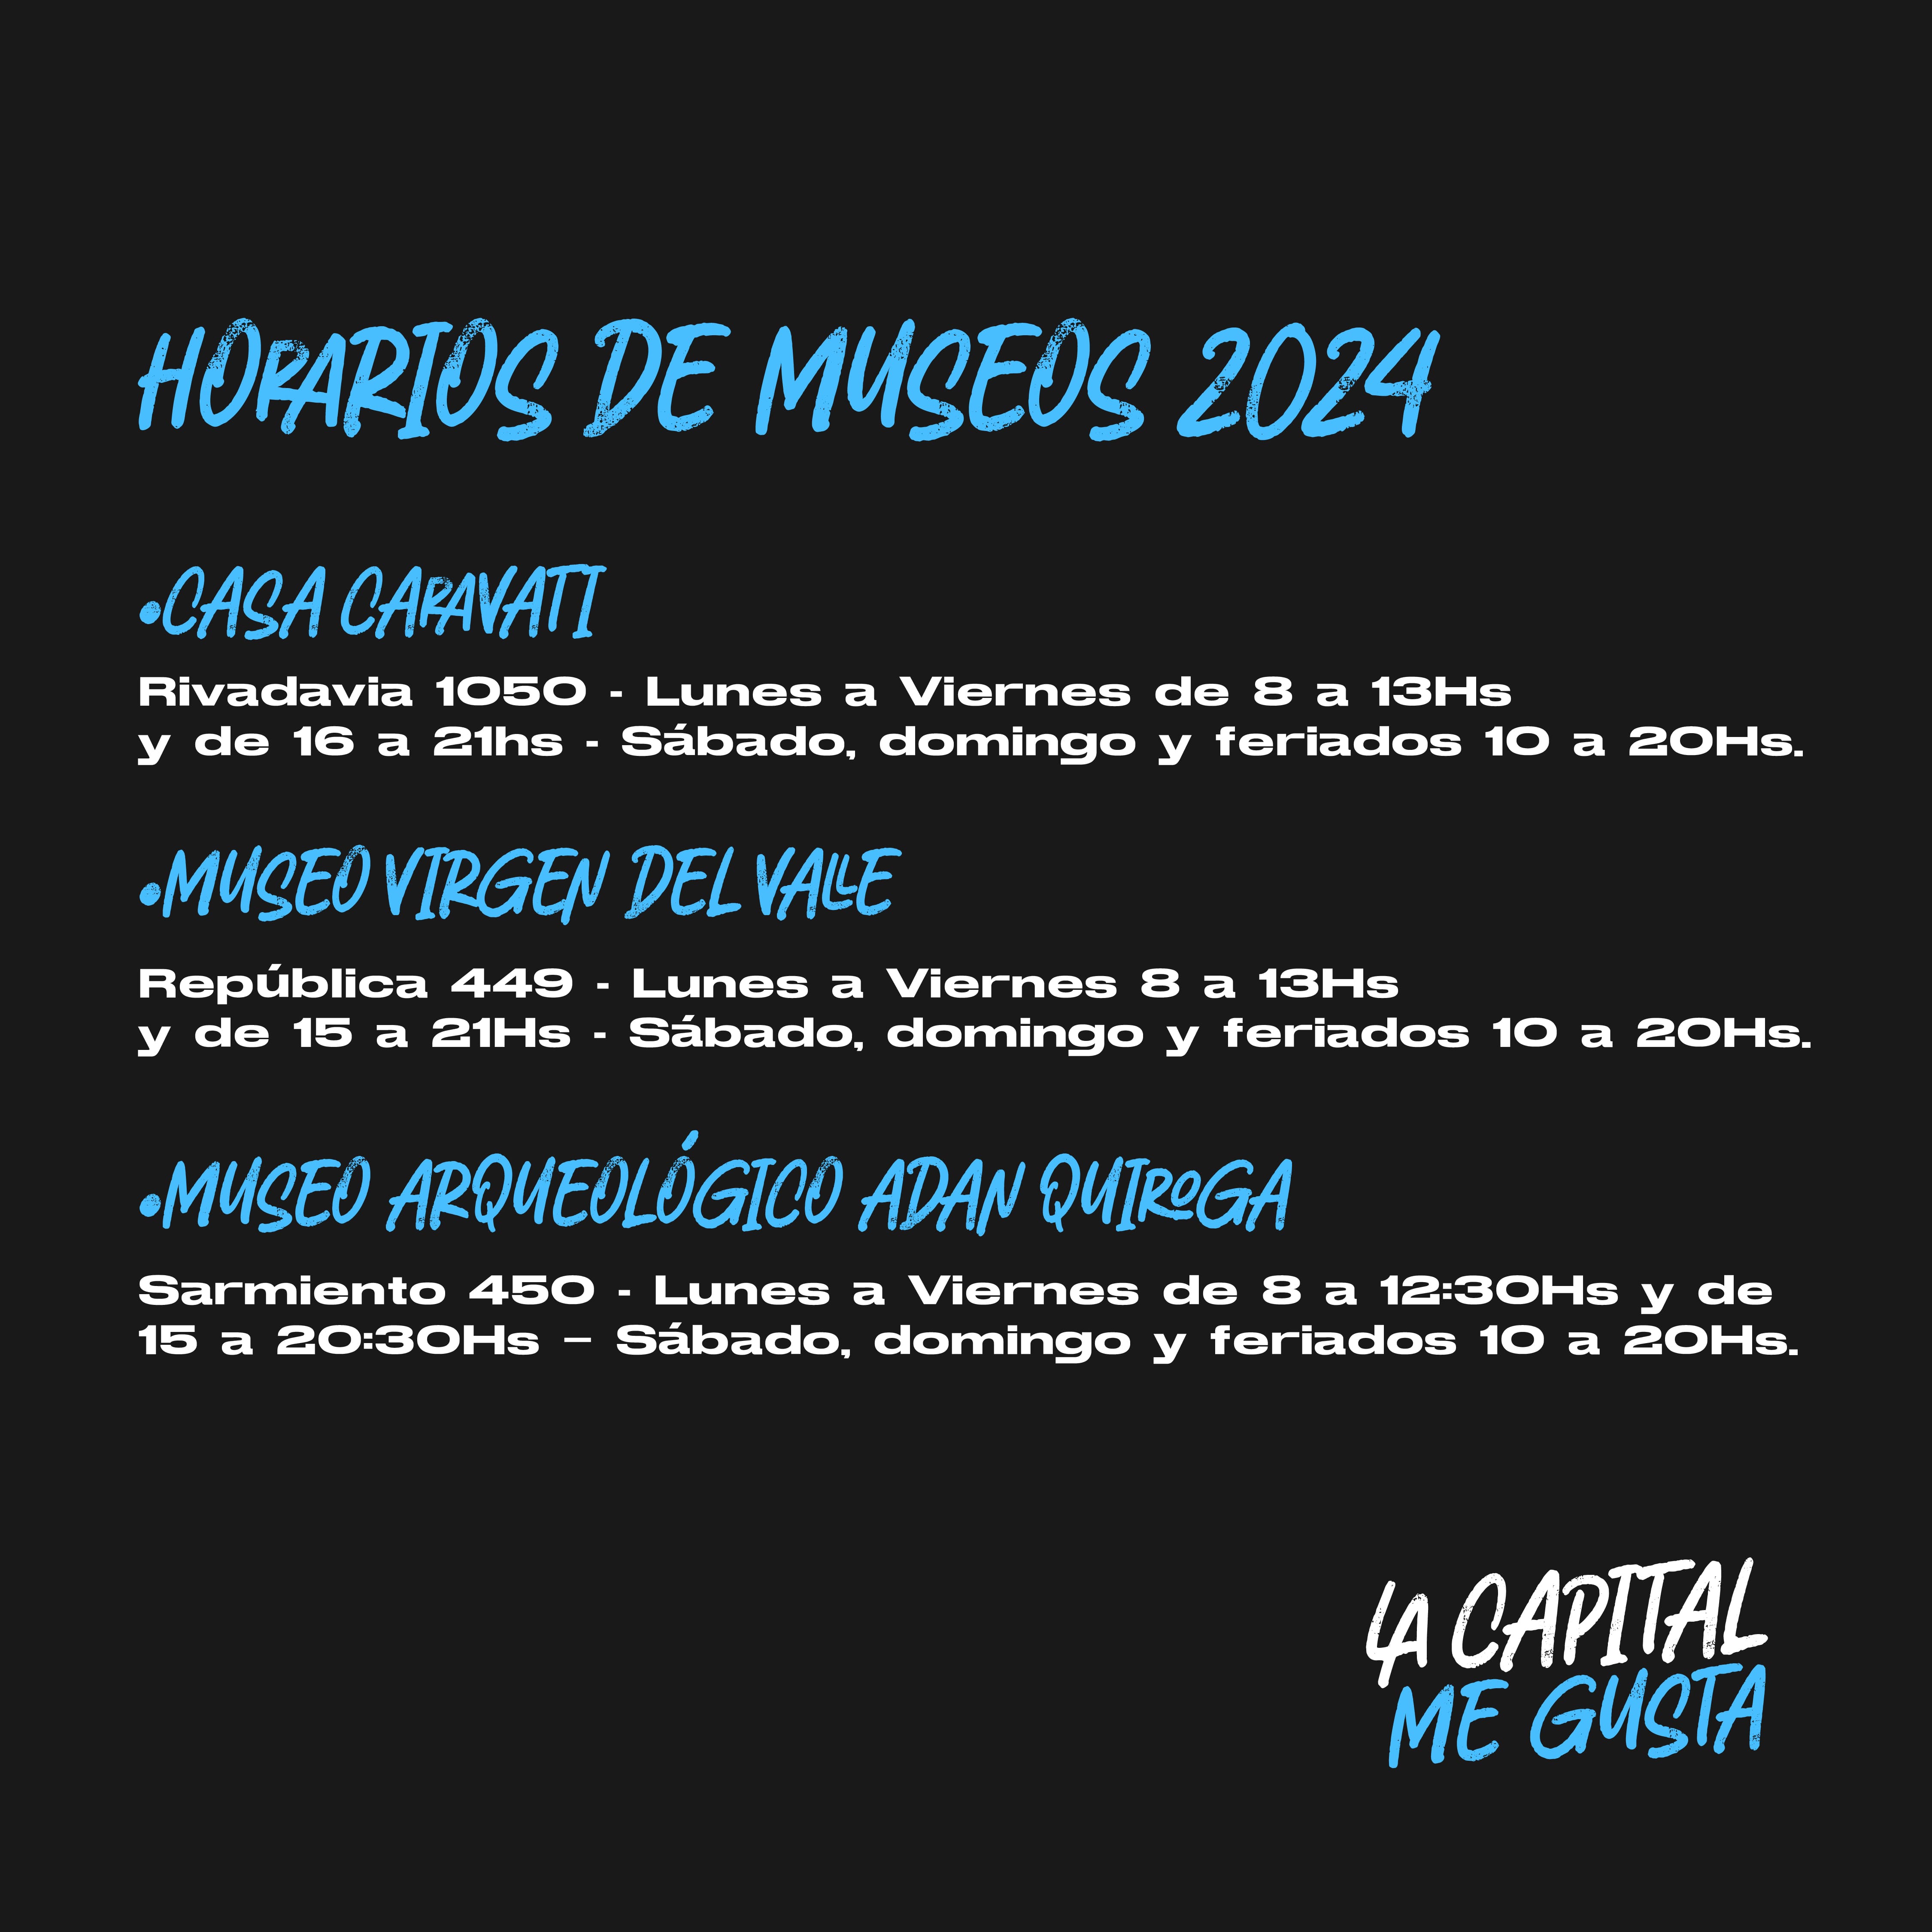 HORARIOS DE MUSEOS 2024
•CASA CARAVATI
Rivadavia 1050 - Lunes a Viernes de 8 a 13Hs
y de 16 a 21hs - Sábado, domingo y feriados 10 a 20Hs.
•MUSEO VIRGEN DEL VALLE
República 449 - Lunes a Viernes 8 a 13Hs
y de 15 a 21Hs - Sábado, domingo y feriados 10 a 20Hs.
•MUSEO ARQUEOLÓGICO ADAN QUIROGA
Sarmiento 450 - Lunes a Viernes de 8 a 12:30Hs y de
15 a 20:30Hs – Sábado, domingo y feriados 10 a 20Hs.
LA CAPITAL
ME GUSTA